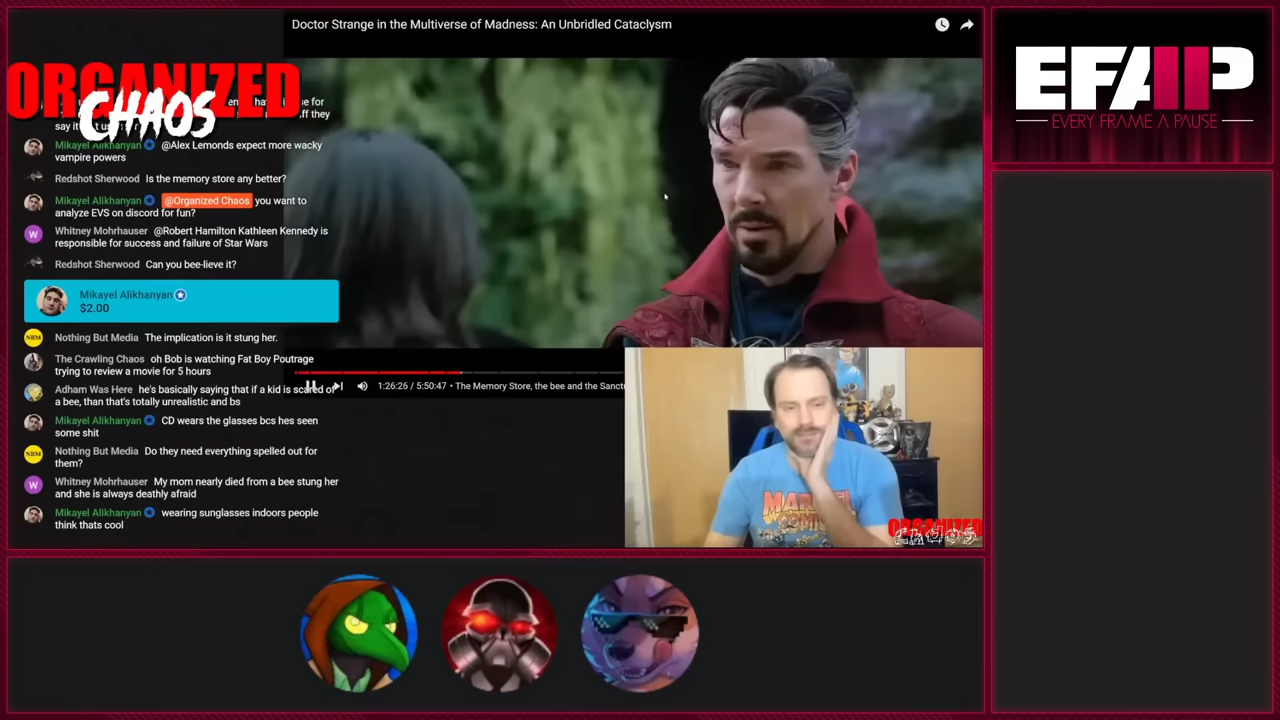 Doctor Strange in the Multiverse of Madness: An Unbridled Cataclysm
ORGANIZED
CHAOS
for
they
say it
Mikayel Alikhanyan @Alex Lemonds expect more wacky
vampire powers
Redshot Sherwood Is the memory store any better?
Mikayel Alikhanyan @Organized Chaos you want to
analyze EVS on discord for fun?
W Whitney Mohrhauser @Robert Hamilton Kathleen Kennedy is
responsible for success and failure of Star Wars
Redshot Sherwood Can you bee-lieve it?
Mikayel Alikhanyan
$2.00
NBM Nothing But Media The implication is it stung her.
The Crawling Chaos oh Bob is watching Fat Boy Poutrage
trying to review a movie for 5 hours
Adham Was Here he's basically saying that if a kid is scared of
a bee, than that's totally unrealistic and bs
Mikayel Alikhanyan CD wears the glasses bcs hes seen
some shit
NBM Nothing But Media Do they need everything spelled out for
them?
W Whitney Mohrhauser My mom nearly died from a bee stung her
and she is always deathly afraid
Mikayel Alikhanyan wearing sunglasses indoors people
think thats cool
1:26:26 / 5:50:47 • The Memory Store, the bee and the Sanct
MARVEL
COMICS
ORGANIZED
CHAOS
EFAP
EVERY FRAME A PAUSE